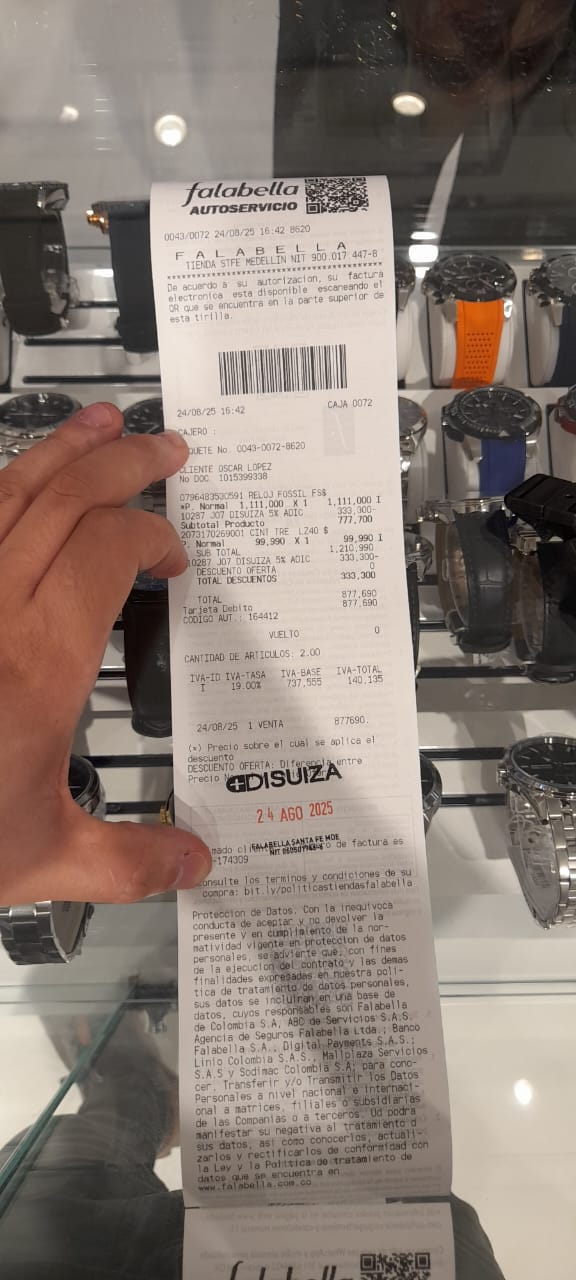 falabella
AUTOSERVICIO
0043/0072 24/08/25 16:42 8620
F A L A B E L L A
TIENDA STFE MEDELLIN NIT 900.017.447-8
****************************************
De acuerdo a su autorizacion, su factura
electronica esta disponible escaneando el
QR que se encuentra en la parte superior de
esta tirilla.
24/08/25 16:42 CAJA 0072
CAJERO :
QUETE No. 0043-0072-8620
CLIENTE OSCAR LOPEZ
No DOC. 1015399338
0796483530591 RELOJ FOSSIL FS$
*P. Normal 1,111,000 X 1 1,111,000 I
10287 J07 DISUIZA 5% ADIC 333,300-
Subtotal Producto 777,700
2073170269001 CINT TRE L240 $
P. Normal 99,990 X 1 99,990 I
SUB TOTAL 1,210,990
10287 J07 DISUIZA 5% ADIC 333,300-
DESCUENTO OFERTA 0
TOTAL DESCUENTOS 333,300
TOTAL 877,690
Tarjeta Debito 877,690
CODIGO AUT.: 164412
VUELTO 0
CANTIDAD DE ARTICULOS: 2.00
IVA-ID IVA-TASA IVA-BASE IVA-TOTAL
I 19.00% 737,555 140,135
24/08/25 1 VENTA 877690.
(*) Precio sobre el cual se aplica el
descuento
DESCUENTO OFERTA: Diferencia entre
Precio
DISUIZA
24 AGO 2025
FALABELLA SANTA FE MDE
mado cli de factura es
-174309
Consulte los terminos y condiciones de su
compra: bit.ly/politicastiendasfalabella
Proteccion de Datos. Con la inequivoca
conducta de aceptar y no devolver la
presente y en cumplimiento de la nor-
matividad vigente en proteccion de datos
personales, se advierte que, con fines
de la ejecucion del contrato y las demas
finalidades expresadas en nuestra poli-
tica de tratamiento de datos personales,
sus datos se incluiran en una base de
datos, cuyos responsables son Falabella
de Colombia S.A, ABC de Servicios S.A.S.
Agencia de Seguros Falabella Ltda.; Banco
Falabella S.A., Digital Payments S.A.S.;
Linio Colombia S.A.S., Mallplaza Servicios
S.A.S y Sodimac Colombia S.A; para cono-
cer, Transferir y/o Transmitir los Datos
Personales a nivel nacional e internaci-
onal a matrices, filiales o subsidiarias
de las Companias o a terceros. Ud podra
manifestar su negativa al tratamiento d
sus datos, asi como conocerlos, actuali-
zarlos y rectificarlos de conformidad con
la Ley y la Politica de tratamiento de
datos que se encuentra en
www.falabella.com.co
falabella